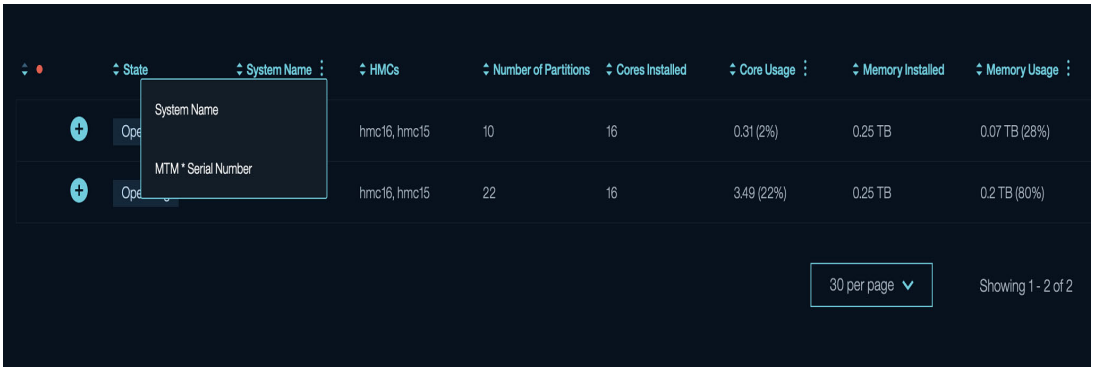 State System Name HMCs Number of Partitions Cores Installed Core Usage Memory Installed Memory Usage
System Name
hmc16, hmc15 10 16 0.31 (2%) 0.25 TB 0.07 TB (28%)
MTM * Serial Number
hmc16, hmc15 22 16 3.49 (22%) 0.25 TB 0.2 TB (80%)
30 per page Showing 1 - 2 of 2